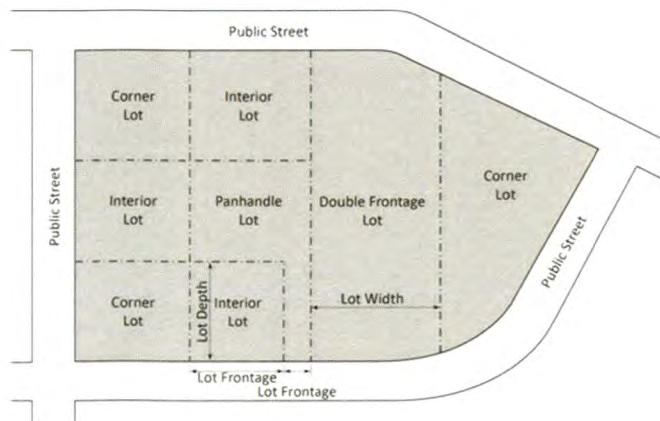 Public Street
Corner
Lot
Interior
Lot
Public Street
Interior
Lot
Panhandle
Lot
Double Frontage
Lot
Corner
Lot
Public Street
Corner
Lot
Lot Depth
Interior
Lot
Lot Width
Lot Frontage
Lot Frontage